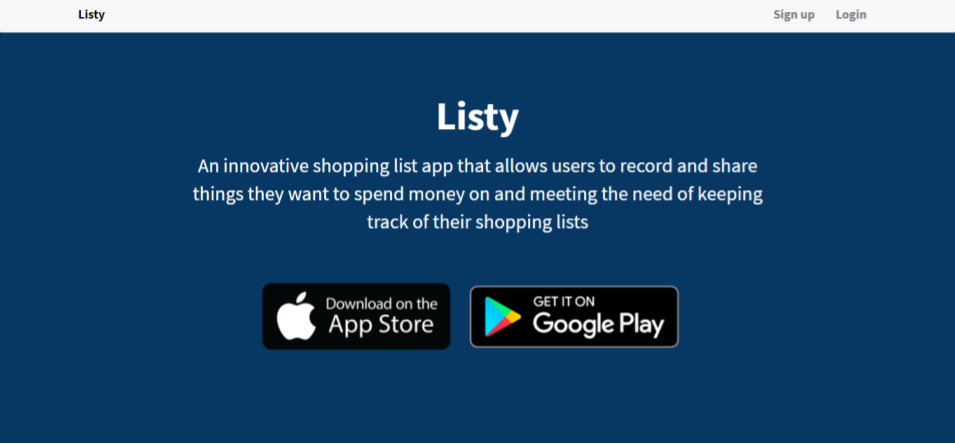 Listy
Sign up
Login
Listy
An innovative shopping list app that allows users to record and share
things they want to spend money on and meeting the need of keeping
track of their shopping lists
Download on the
App Store
GET IT ON
Google Play